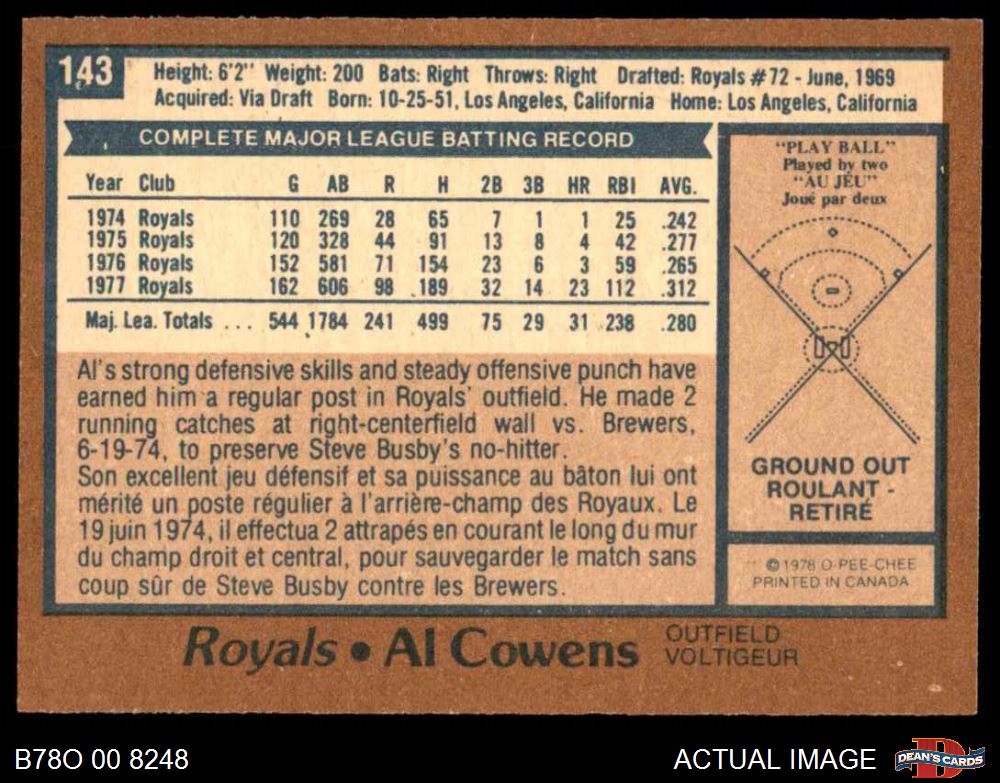 143
Height: 6'2" Weight: 200 Bats: Right Throws: Right Drafted: Royals #72 - June, 1969
Acquired: Via Draft Born: 10-25-51, Los Angeles, California Home: Los Angeles, California
COMPLETE MAJOR LEAGUE BATTING RECORD
Year Club G AB R H 2B 3B HR RBI AVG.
1974 Royals 110 269 28 65 7 1 1 25 .242
1975 Royals 120 328 44 91 13 8 4 42 .277
1976 Royals 152 581 71 154 23 6 3 59 .265
1977 Royals 162 606 98 189 32 14 23 112 .312
Maj. Lea. Totals ... 544 1784 241 499 75 29 31 238 .280
Al's strong defensive skills and steady offensive punch have
earned him a regular post in Royals' outfield. He made 2
running catches at right-centerfield wall vs. Brewers,
6-19-74, to preserve Steve Busby's no-hitter.
Son excellent jeu défensif et sa puissance au bâton lui ont
mérité un poste régulier à l'arrière-champ des Royaux. Le
19 juin 1974, il effectua 2 attrapés en courant le long du mur
du champ droit et central, pour sauvegarder le match sans
coup sûr de Steve Busby contre les Brewers.
"PLAY BALL"
Played by two
"AU JEU"
Joué par deux
GROUND OUT
ROULANT -
RETIRÉ
©1978 O-PEE-CHEE
PRINTED IN CANADA
Royals • Al Cowens
OUTFIELD
VOLTIGEUR
B78O 00 8248
ACTUAL IMAGE
D
DEAN'S CARDS